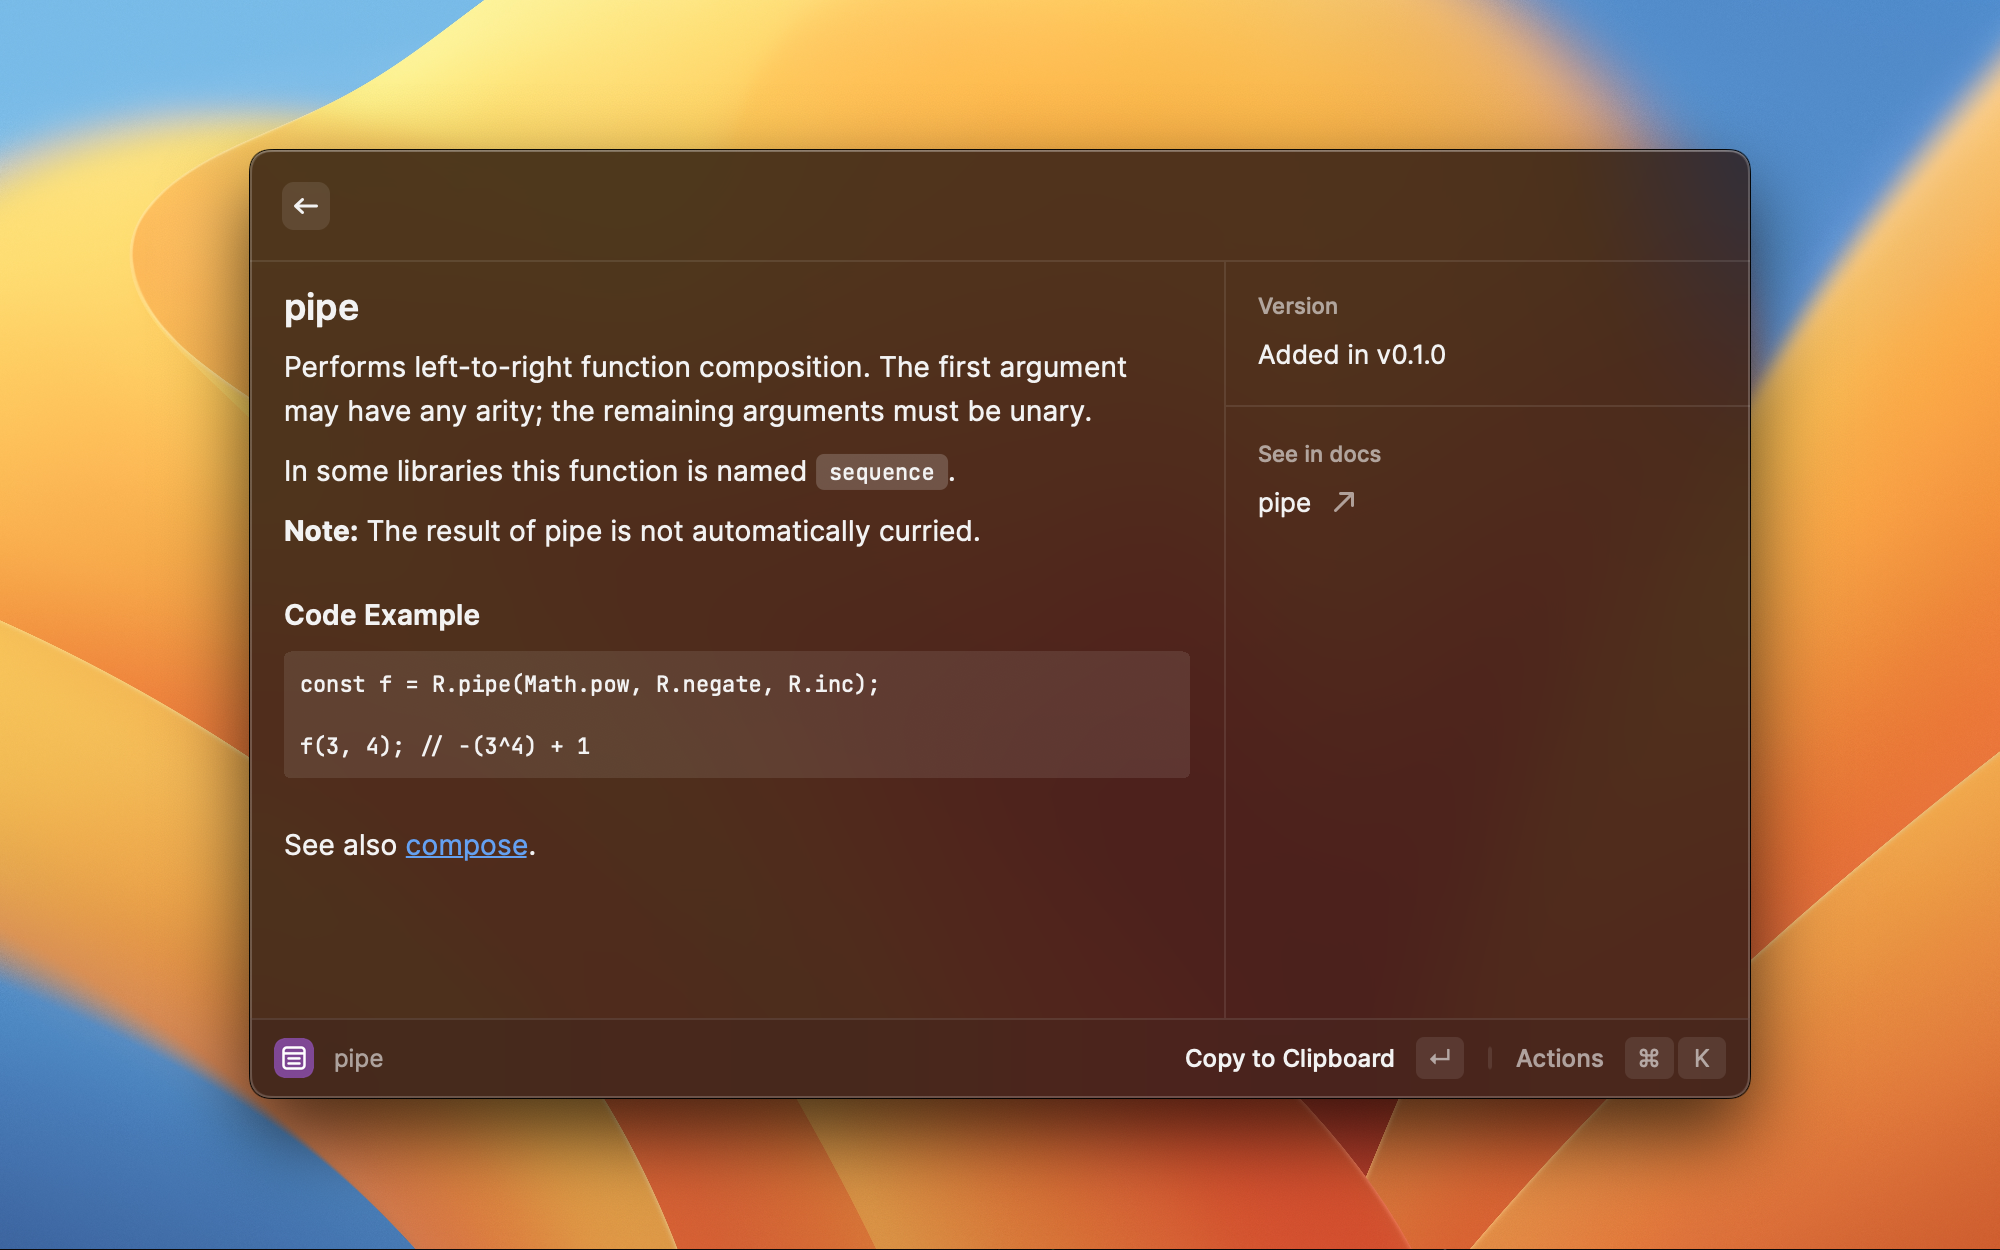 pipe
Performs left-to-right function composition. The first argument
may have any arity; the remaining arguments must be unary.
In some libraries this function is named sequence.
Note: The result of pipe is not automatically curried.
Code Example
const f = R.pipe(Math.pow, R.negate, R.inc);
f(3, 4); // -(3^4) + 1
See also compose.
Version
Added in v0.1.0
See in docs
pipe ↗
pipe
Copy to Clipboard ↵
Actions ⌘ K